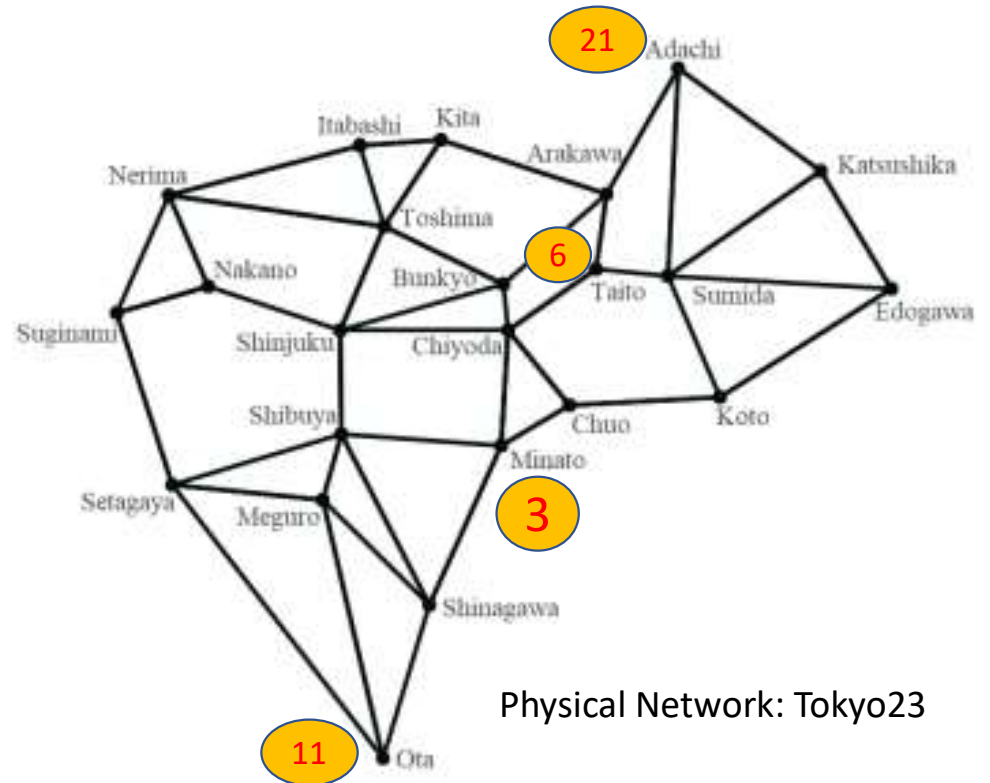 21
Adachi
Itabashi
Kita
Arakawa
Katsushika
Nerima
Toshima
6
Nakano
Bunkyo
Taito
Sumida
Edogawa
Suginami
Shinjuku
Chiyoda
Shibuya
Chuo
Koto
Minato
Setagaya
Meguro
3
Shinagawa
Physical Network: Tokyo23
11
Ota